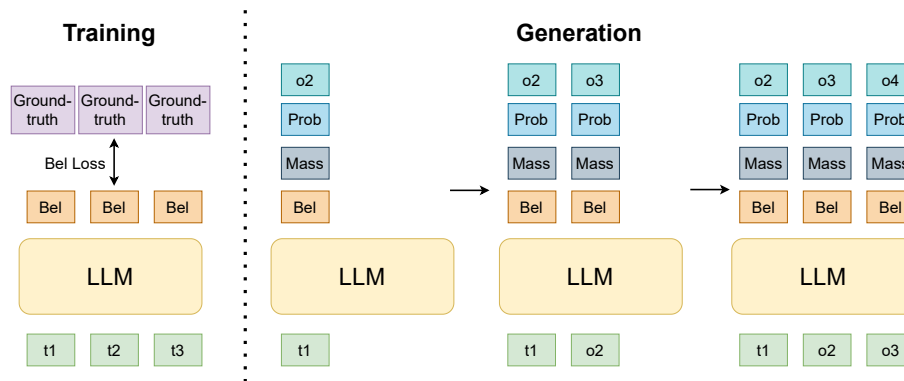 Training
Generation
Ground-
truth
Ground-
truth
Ground-
truth
Bel Loss
Bel
Bel
Bel
LLM
t1
t2
t3
o2
Prob
Mass
Bel
LLM
t1
o2
o3
Prob
Prob
Mass
Mass
Bel
Bel
LLM
t1
o2
o2
o3
o4
Prob
Prob
Prob
Mass
Mass
Mass
Bel
Bel
Bel
LLM
t1
o2
o3